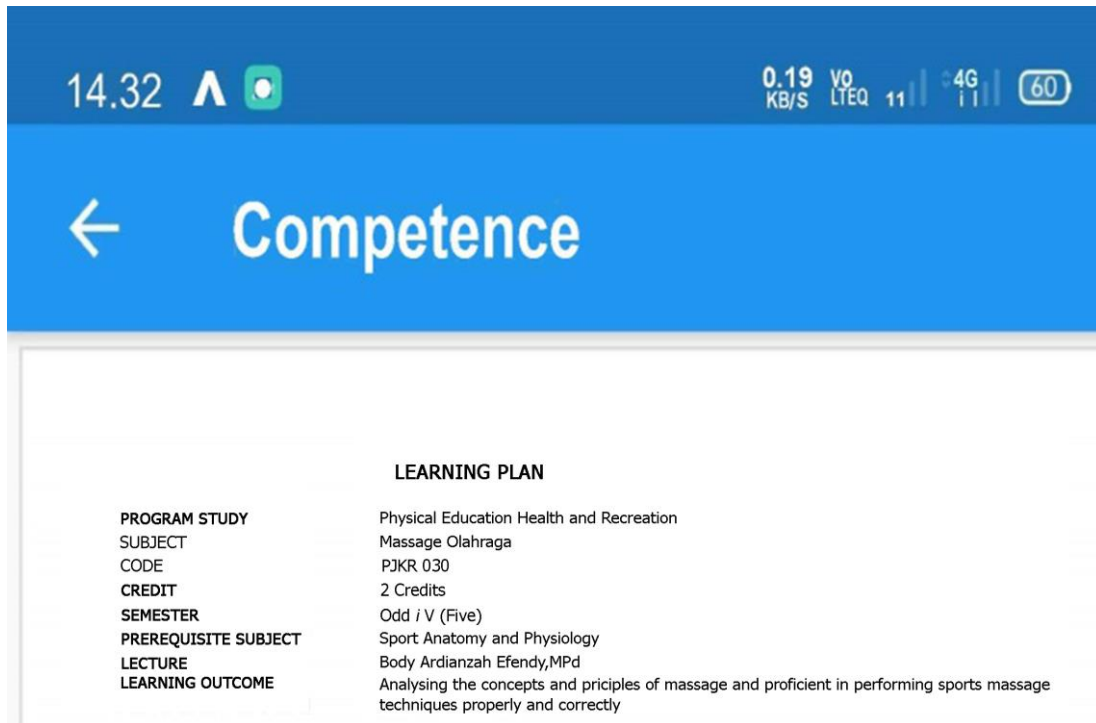 14.32 0.19 KB/S VO LTEQ 11 4G 60
Competence
LEARNING PLAN
PROGRAM STUDY Physical Education Health and Recreation
SUBJECT Massage Olahraga
CODE PJKR 030
CREDIT 2 Credits
SEMESTER Odd i V (Five)
PREREQUISITE SUBJECT Sport Anatomy and Physiology
LECTURE Body Ardianzah Efendy,MPd
LEARNING OUTCOME Analysing the concepts and priciples of massage and proficient in performing sports massage
techniques properly and correctly